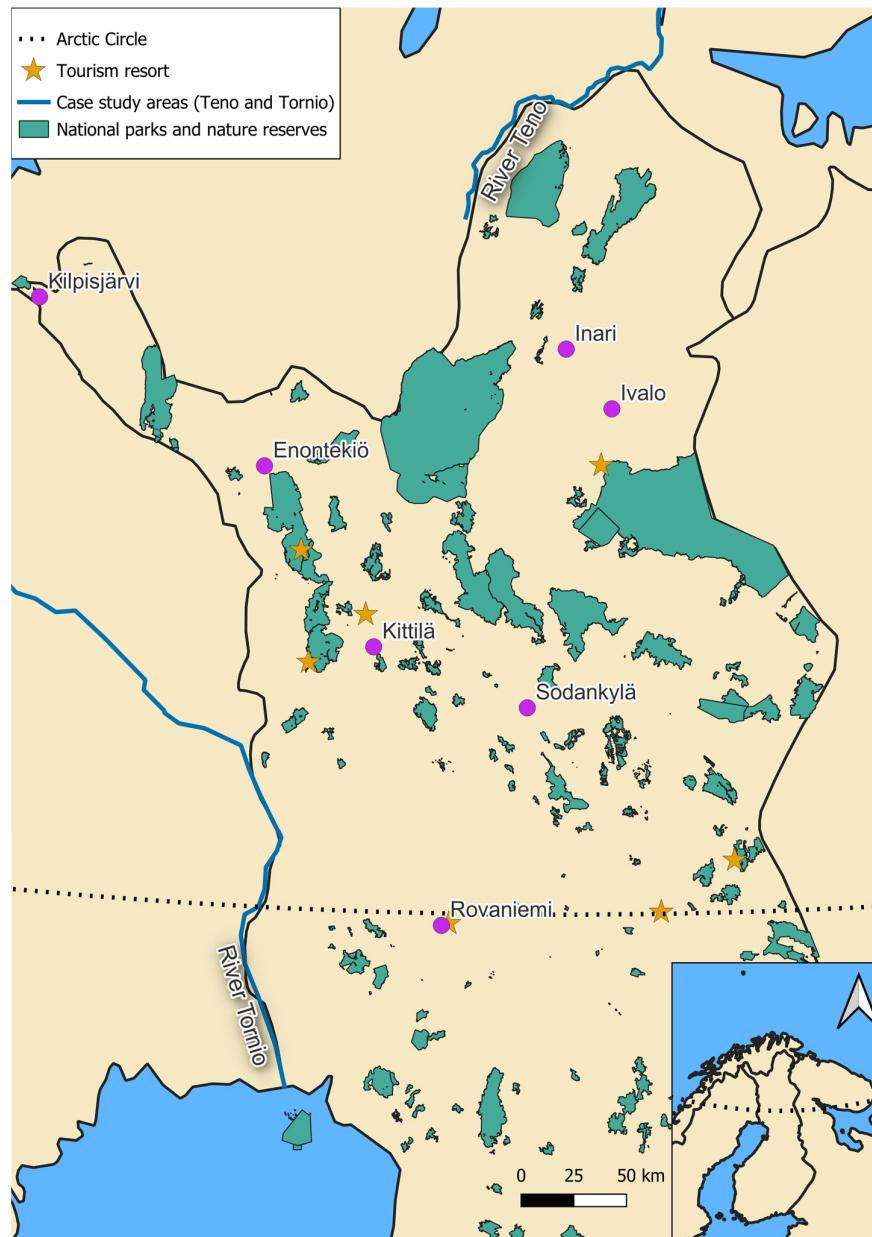 Arctic Circle
Tourism resort
Case study areas (Teno and Tornio)
National parks and nature reserves
River Teno
Kilpisjärvi
Inari
Ivalo
Enontekiö
Kittilä
Sodankylä
Rovaniemi
River Tornio
0 25 50 km